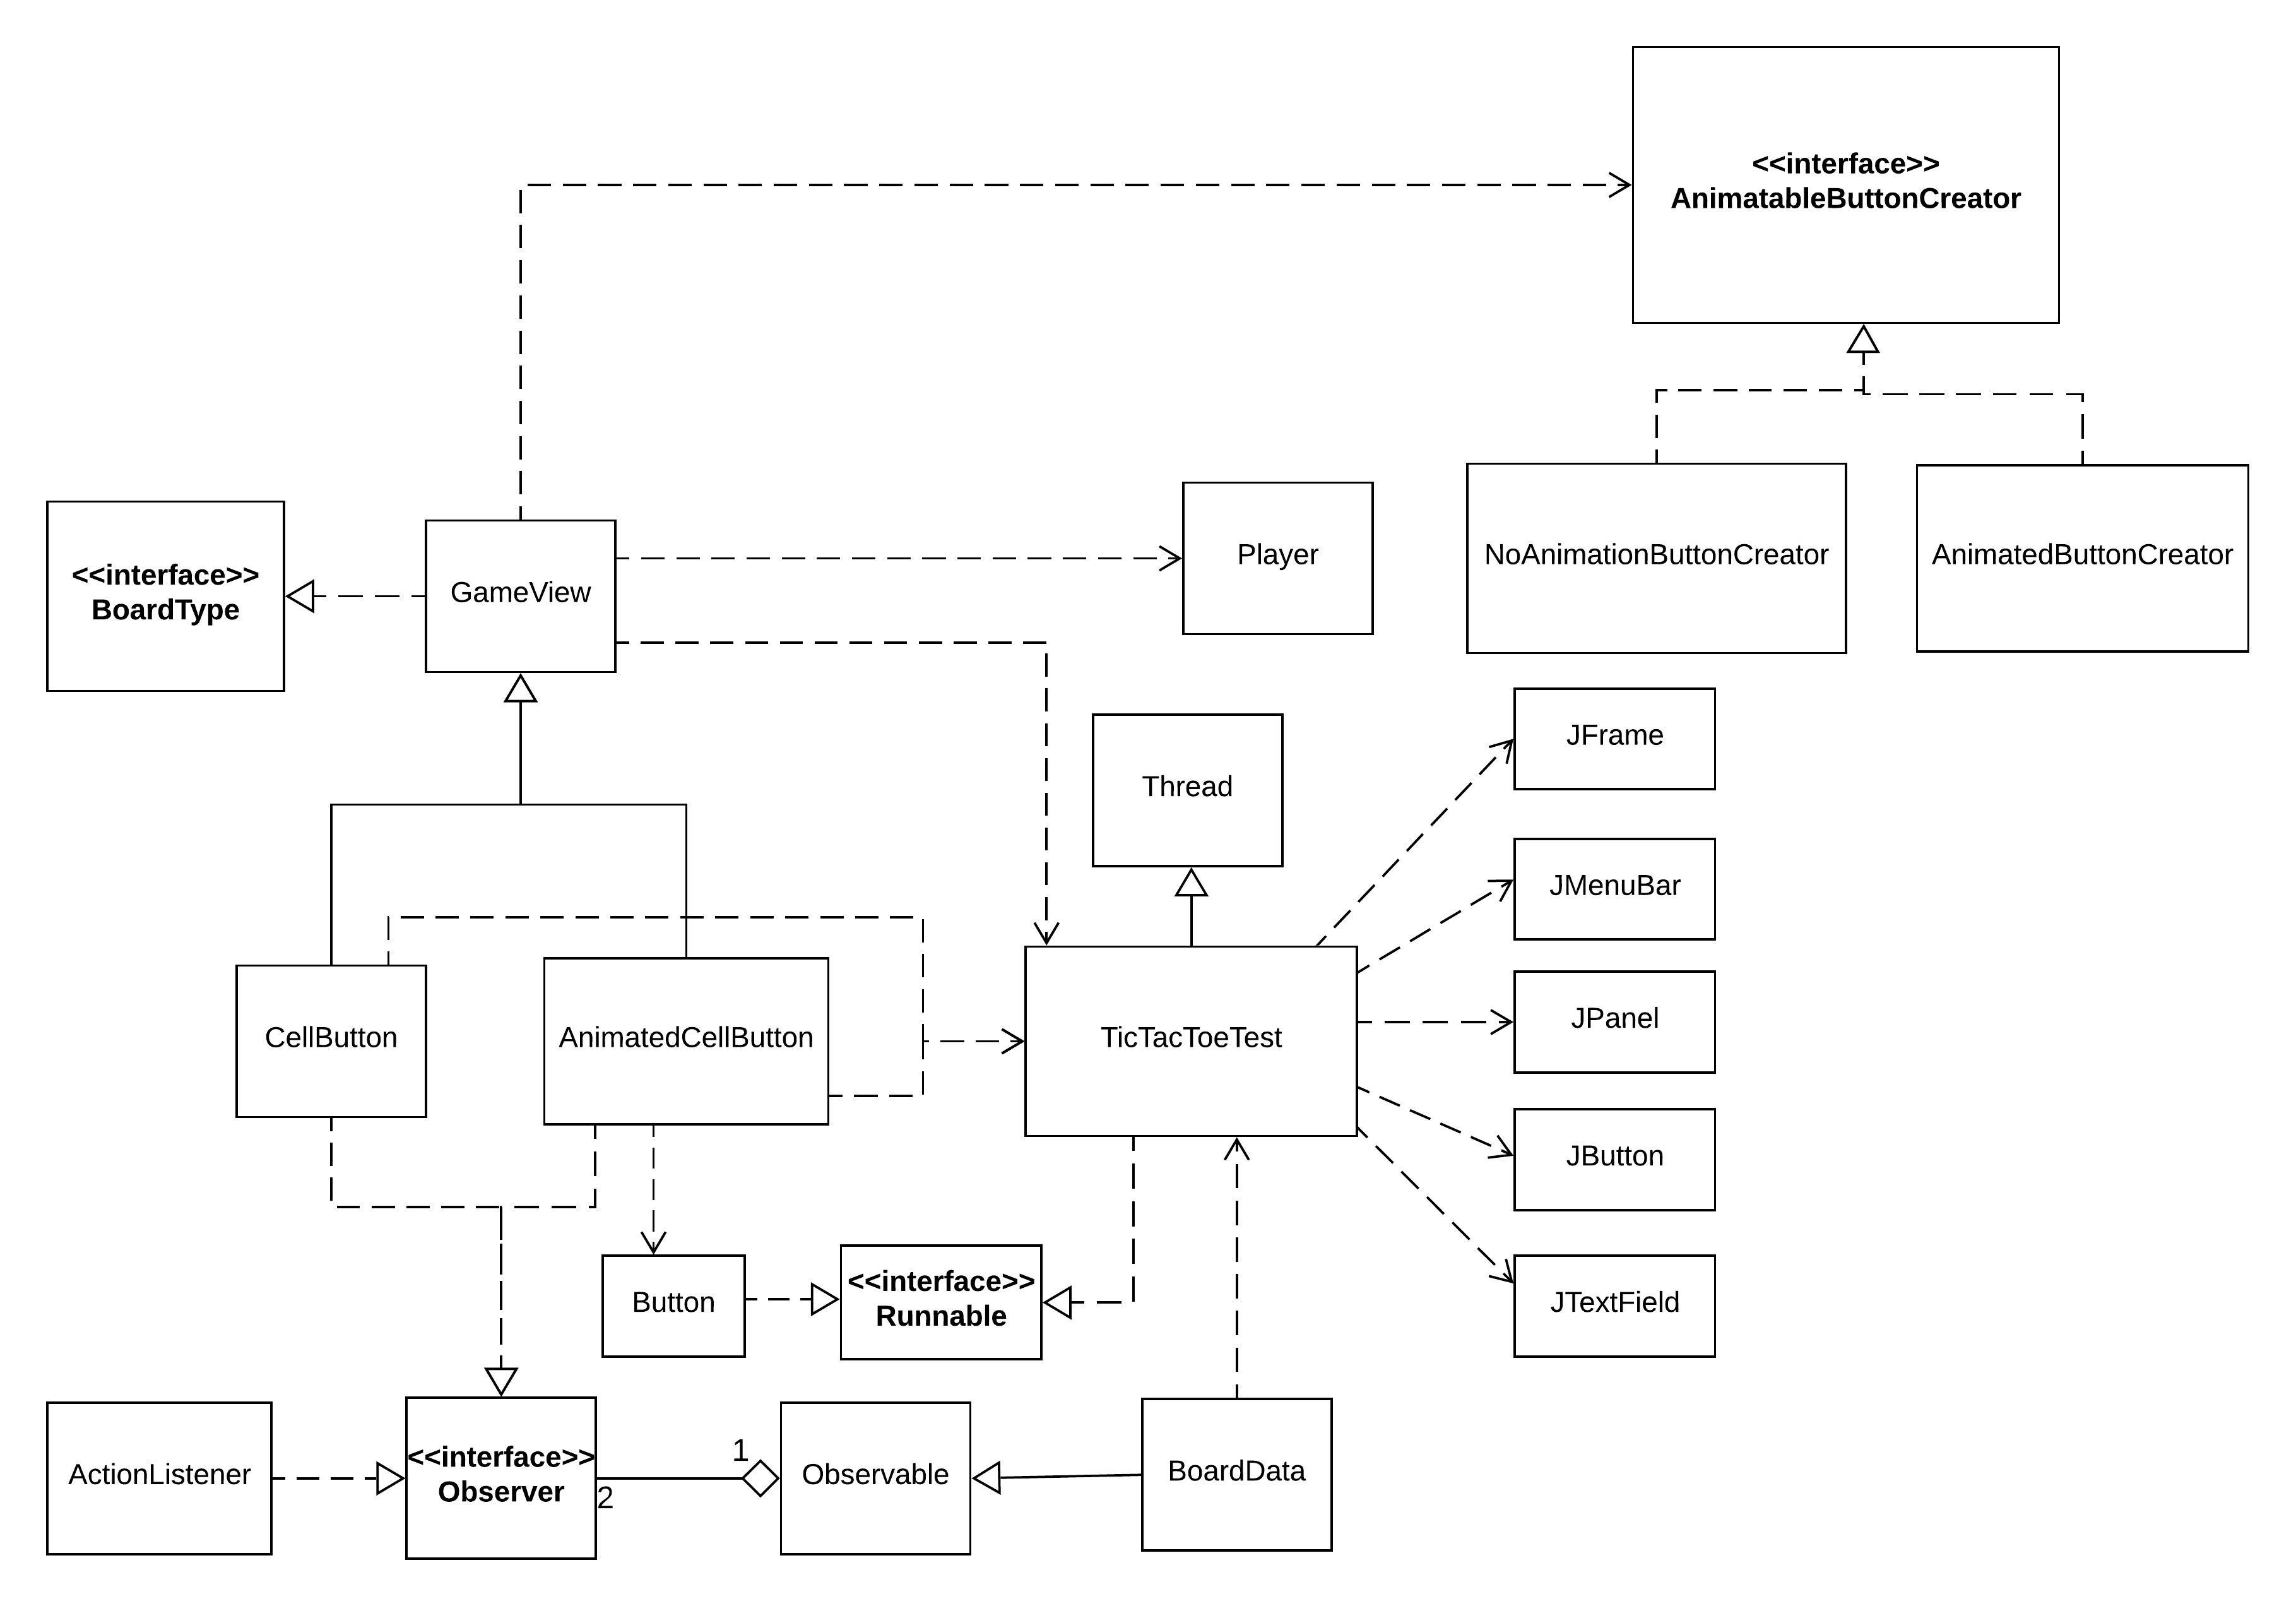 <<interface>>
AnimatableButtonCreator
<<interface>>
BoardType
GameView
Player
NoAnimationButtonCreator
AnimatedButtonCreator
Thread
JFrame
JMenuBar
JPanel
JButton
JTextField
CellButton
AnimatedCellButton
TicTacToeTest
Button
<<interface>>
Runnable
ActionListener
<<interface>>
Observer
2
1
Observable
BoardData